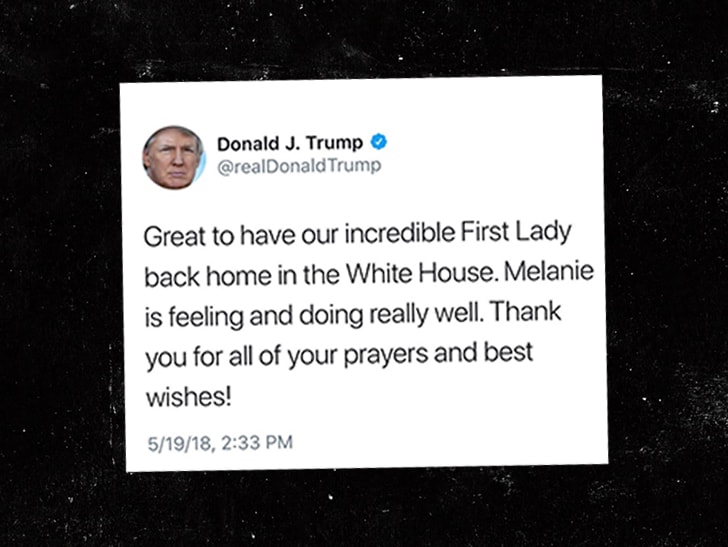 Donald J. Trump
@realDonaldTrump
Great to have our incredible First Lady
back home in the White House. Melanie
is feeling and doing really well. Thank
you for all of your prayers and best
wishes!
5/19/18, 2:33 PM